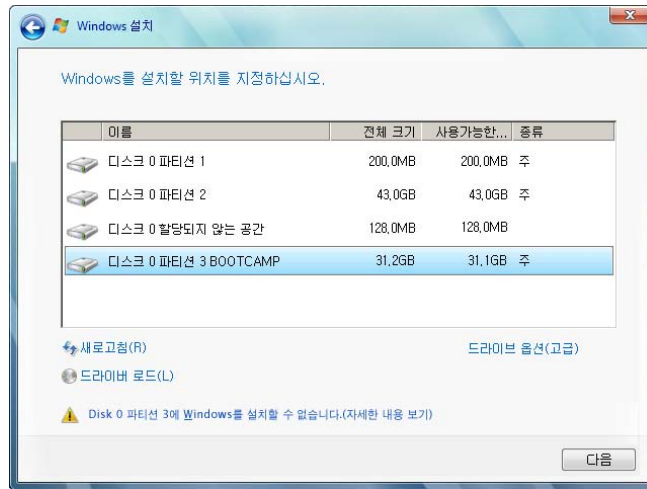 Windows 설치
Windows를 설치할 위치를 지정하십시오.
이름 전체 크기 사용가능한... 종류
디스크 0 파티션 1 200,0MB 200,0MB 주
디스크 0 파티션 2 43,0GB 43,0GB 주
디스크 0 할당되지 않는 공간 128,0MB 128,0MB
디스크 0 파티션 3 BOOTCAMP 31,2GB 31,1GB 주
새로고침(R) 드라이브 옵션(고급)
드라이버 로드(L)
Disk 0 파티션 3에 Windows를 설치할 수 없습니다.(자세한 내용 보기)
다음